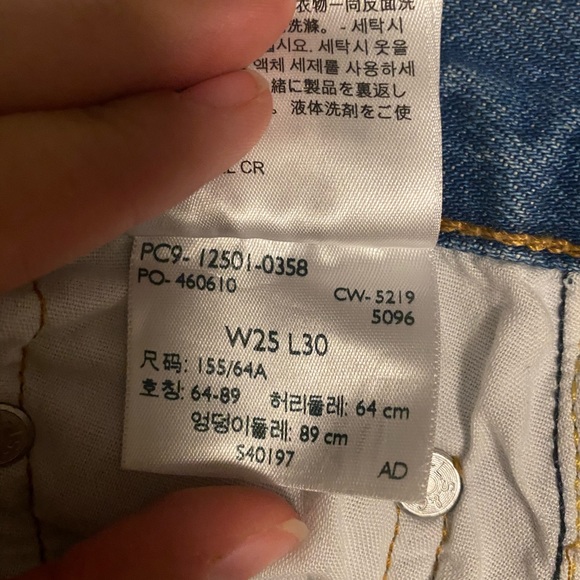 衣物一同反面洗
洗滌。 - 세탁시
십시요. 세탁시 옷을
액체 세제를 사용하세
緒に製品を裏返し
。液体洗剤をご使
CR
PC9-12501-0358
PO-460610
CW-5219
5096
W25 L30
尺码: 155/64A
호칭: 64-89 허리둘레: 64 cm
엉덩이둘레: 89 cm
S40197
AD